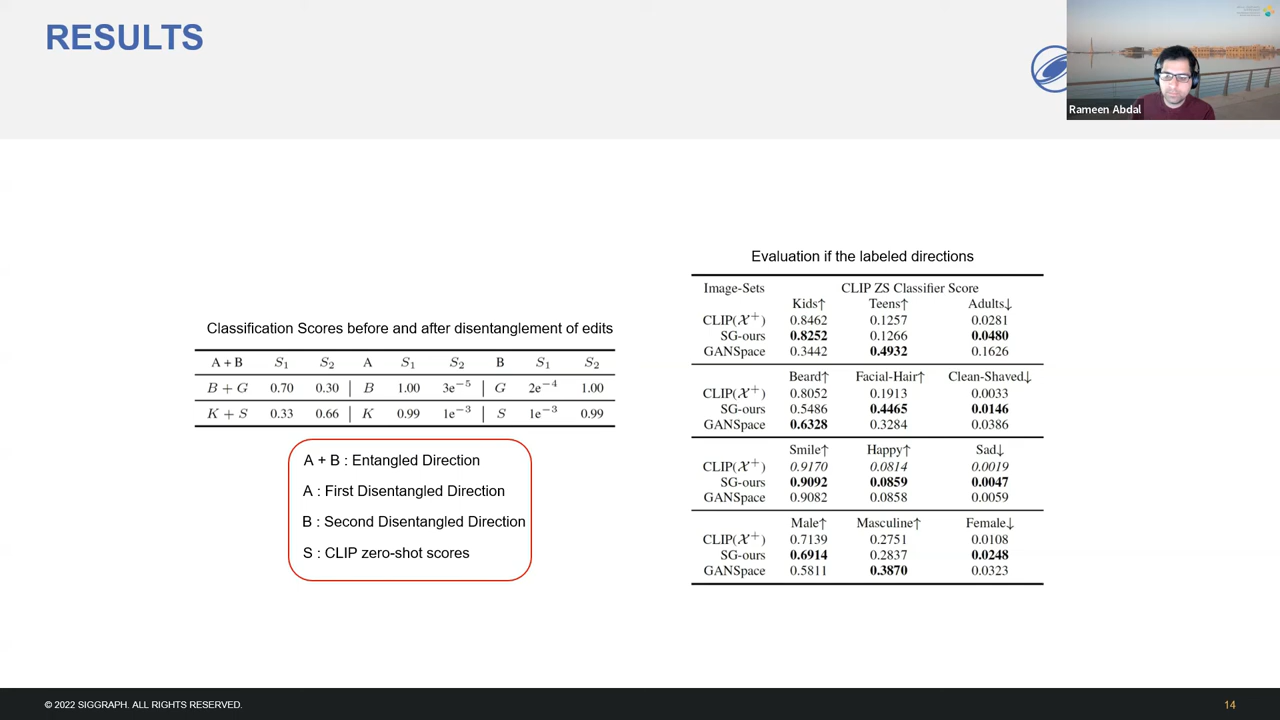 RESULTS
Rameen Abdal
Classification Scores before and after disentanglement of edits
A + B S1 S2 A S1 S2 B S1 S2
B + G 0.70 0.30 | B 1.00 3e−5 | G 2e−4 1.00
K + S 0.33 0.66 | K 0.99 1e−3 | S 1e−3 0.99
A + B : Entangled Direction
A : First Disentangled Direction
B : Second Disentangled Direction
S : CLIP zero-shot scores
Evaluation if the labeled directions
Image-Sets CLIP ZS Classifier Score
Kids↑ Teens↑ Adults↓
CLIP(𝒳+) 0.8462 0.1257 0.0281
SG-ours 0.8252 0.1266 0.0480
GANSpace 0.3442 0.4932 0.1626
Beard↑ Facial-Hair↑ Clean-Shaved↓
CLIP(𝒳+) 0.8052 0.1913 0.0033
SG-ours 0.5486 0.4465 0.0146
GANSpace 0.6328 0.3284 0.0386
Smile↑ Happy↑ Sad↓
CLIP(𝒳+) 0.9170 0.0814 0.0019
SG-ours 0.9092 0.0859 0.0047
GANSpace 0.9082 0.0858 0.0059
Male↑ Masculine↑ Female↓
CLIP(𝒳+) 0.7139 0.2751 0.0108
SG-ours 0.6914 0.2837 0.0248
GANSpace 0.5811 0.3870 0.0323
© 2022 SIGGRAPH. ALL RIGHTS RESERVED.
14